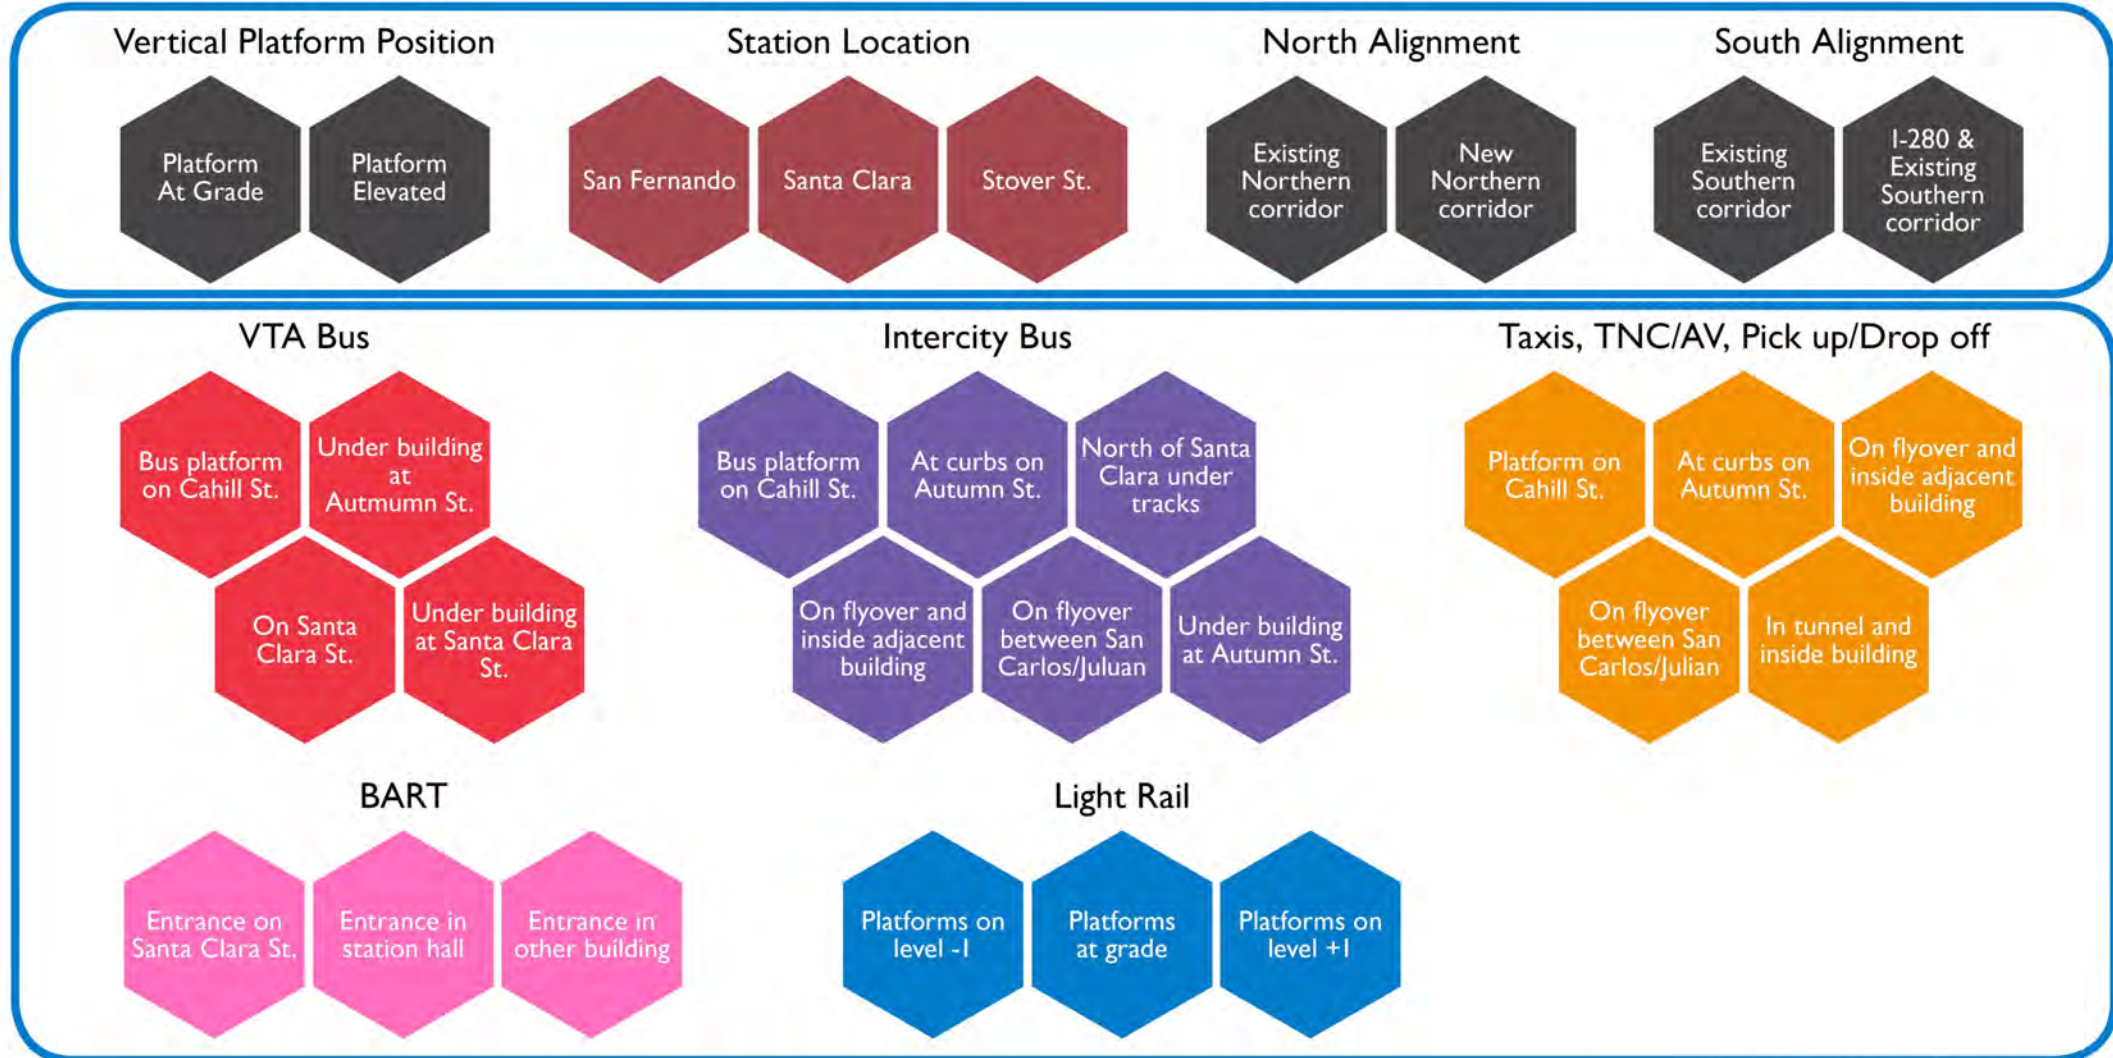 Vertical Platform Position
Platform
At Grade
Platform
Elevated
Station Location
San Fernando
Santa Clara
Stover St.
North Alignment
Existing
Northern
corridor
New
Northern
corridor
South Alignment
Existing
Southern
corridor
I-280 &
Existing
Southern
corridor
VTA Bus
Bus platform
on Cahill St.
Under building
at
Autmumn St.
On Santa
Clara St.
Under building
at Santa Clara
St.
Intercity Bus
Bus platform
on Cahill St.
At curbs on
Autumn St.
North of Santa
Clara under
tracks
On flyover and
inside adjacent
building
On flyover
between San
Carlos/Juluan
Under building
at Autumn St.
Taxis, TNC/AV, Pick up/Drop off
Platform on
Cahill St.
At curbs on
Autumn St.
On flyover and
inside adjacent
building
On flyover
between San
Carlos/Julian
In tunnel and
inside building
BART
Entrance on
Santa Clara St.
Entrance in
station hall
Entrance in
other building
Light Rail
Platforms on
level -1
Platforms
at grade
Platforms on
level +1